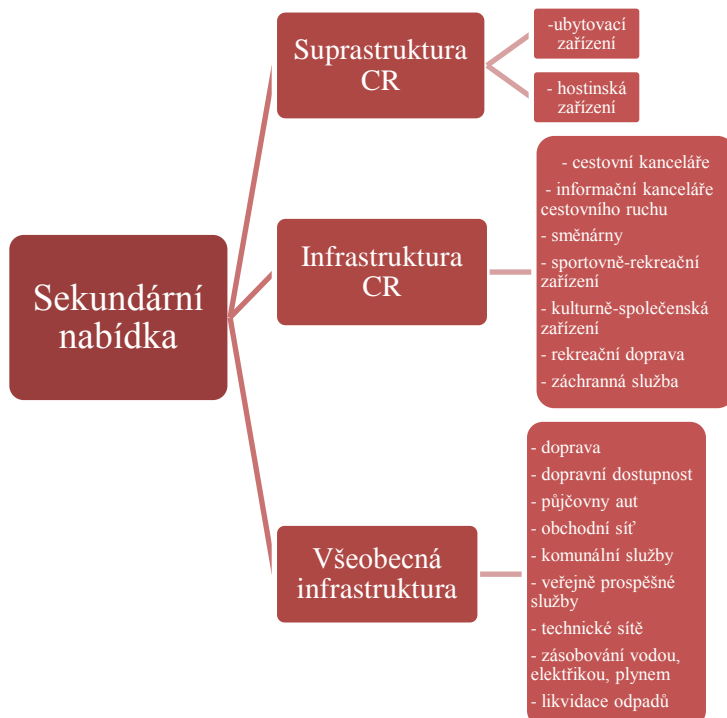 Sekundární
nabídka
Suprastruktura
CR
-ubytovací
zařízení
- hostinská
zařízení
Infrastruktura
CR
- cestovní kanceláře
- informační kanceláře
cestovního ruchu
- směnárny
- sportovně-rekreační
zařízení
- kulturně-společenská
zařízení
- rekreační doprava
- záchranná služba
Všeobecná
infrastruktura
- doprava
- dopravní dostupnost
- půjčovny aut
- obchodní síť
- komunální služby
- veřejně prospěšné
služby
- technické sítě
- zásobování vodou,
elektřikou, plynem
- likvidace odpadů